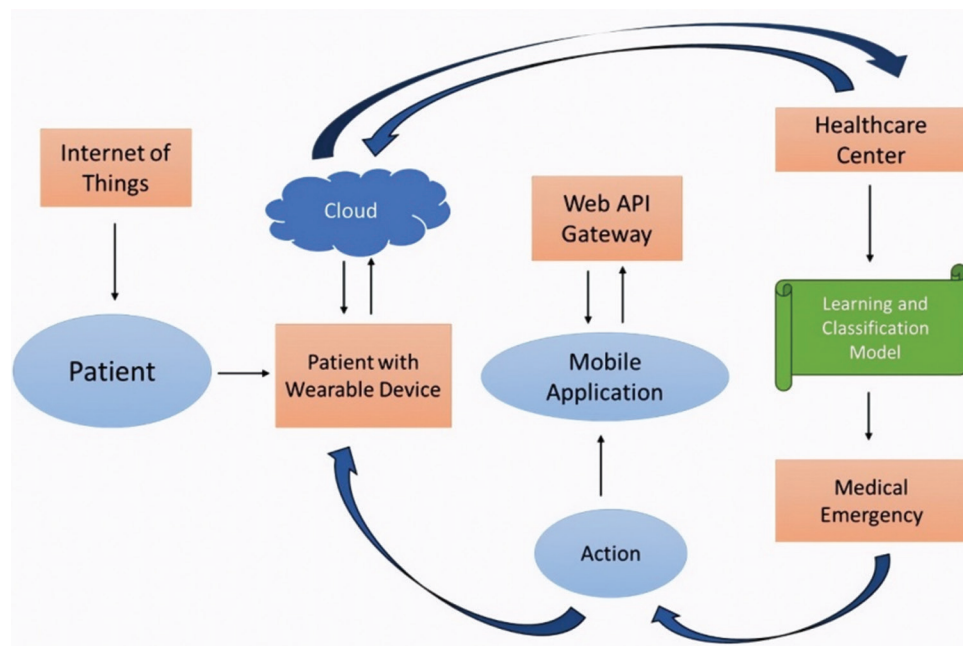 Internet of
Things
Patient
Cloud
Patient with
Wearable Device
Web API
Gateway
Mobile
Application
Action
Healthcare
Center
Learning and
Classification
Model
Medical
Emergency